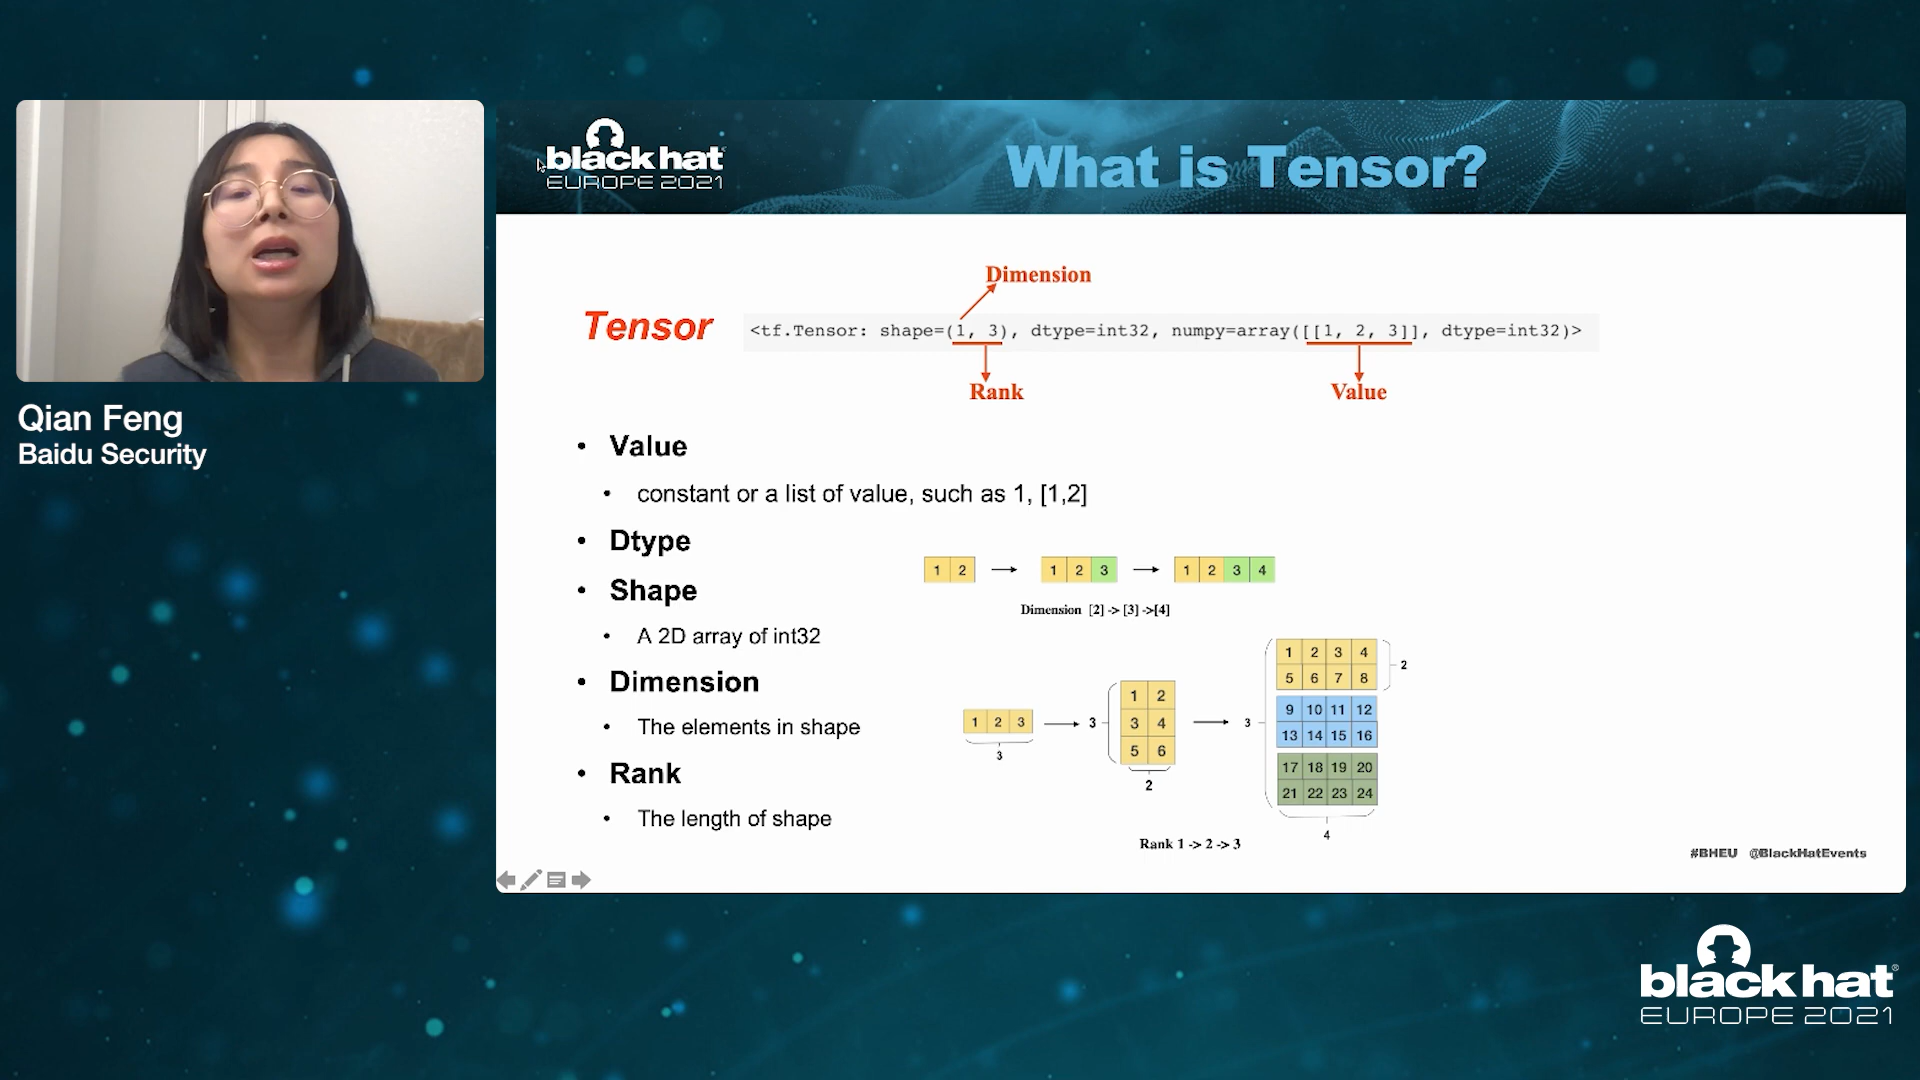 black hat
EUROPE 2021
What is Tensor?
Dimension
Tensor
<tf.Tensor: shape=(1, 3), dtype=int32, numpy=array([[1, 2, 3]], dtype=int32)>
Rank
Value
Qian Feng
Baidu Security
• Value
• constant or a list of value, such as 1, [1,2]
• Dtype
• Shape
• A 2D array of int32
• Dimension
• The elements in shape
• Rank
• The length of shape
1 2
1 2 3
1 2 3 4
Dimension [2] -> [3] ->[4]
1 2 3
3
3
1 2
3 4
5 6
2
3
1 2 3 4
5 6 7 8
2
9 10 11 12
13 14 15 16
17 18 19 20
21 22 23 24
4
Rank 1 -> 2 -> 3
#BHEU @BlackHatEvents
black hat®
EUROPE 2021